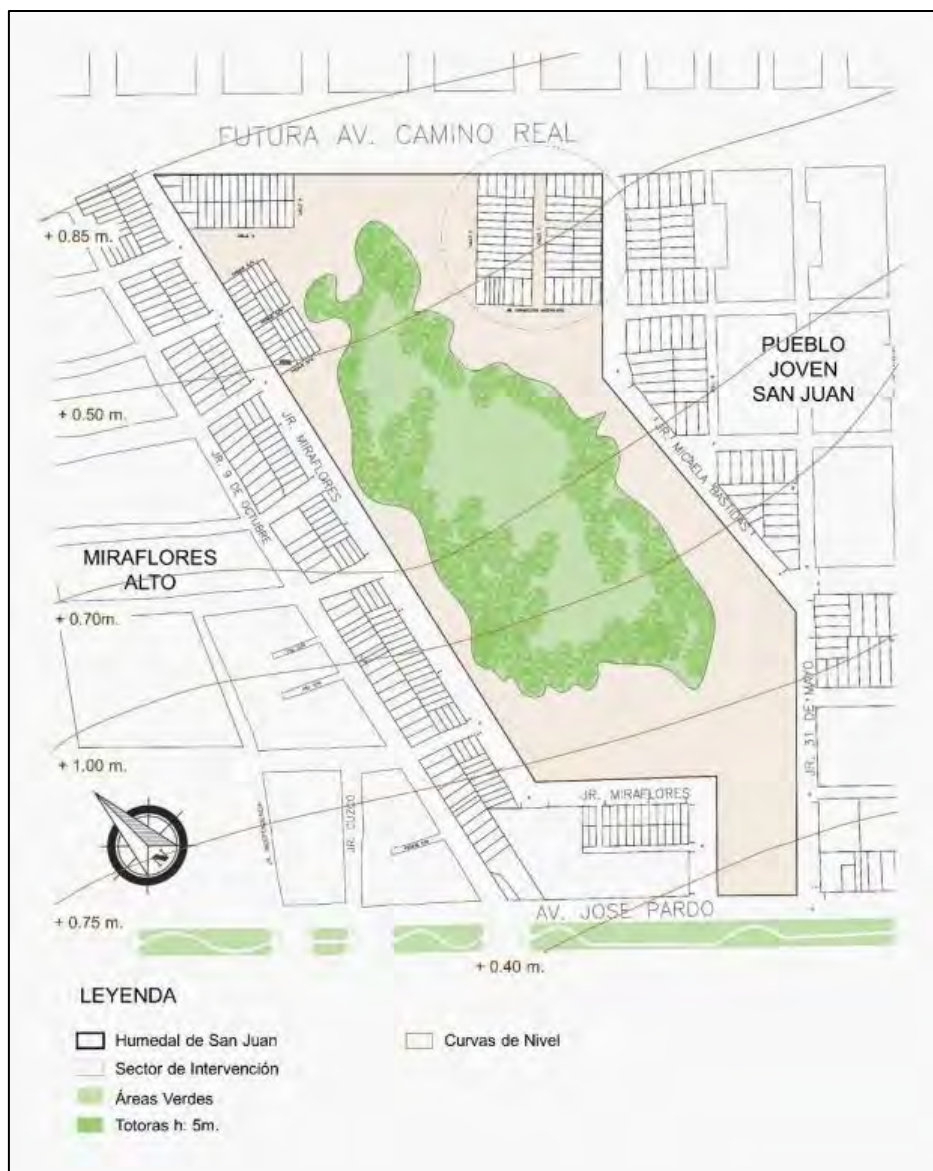 FUTURA AV. CAMINO REAL
+ 0.85 m.
PUEBLO
JOVEN
SAN JUAN
+ 0.50 m.
JR. MIRAFLORES
JR. MICAELA BASTIDAS
JR. 9 DE OCTUBRE
MIRAFLORES
ALTO
+ 0.70m.
JR. 31 DE MAYO
+ 1.00 m.
JR. MIRAFLORES
JR. CUZCO
N
AV. JOSE PARDO
+ 0.75 m.
+ 0.40 m.
LEYENDA
Humedal de San Juan
Curvas de Nivel
Sector de Intervención
Áreas Verdes
Totoras h: 5m.